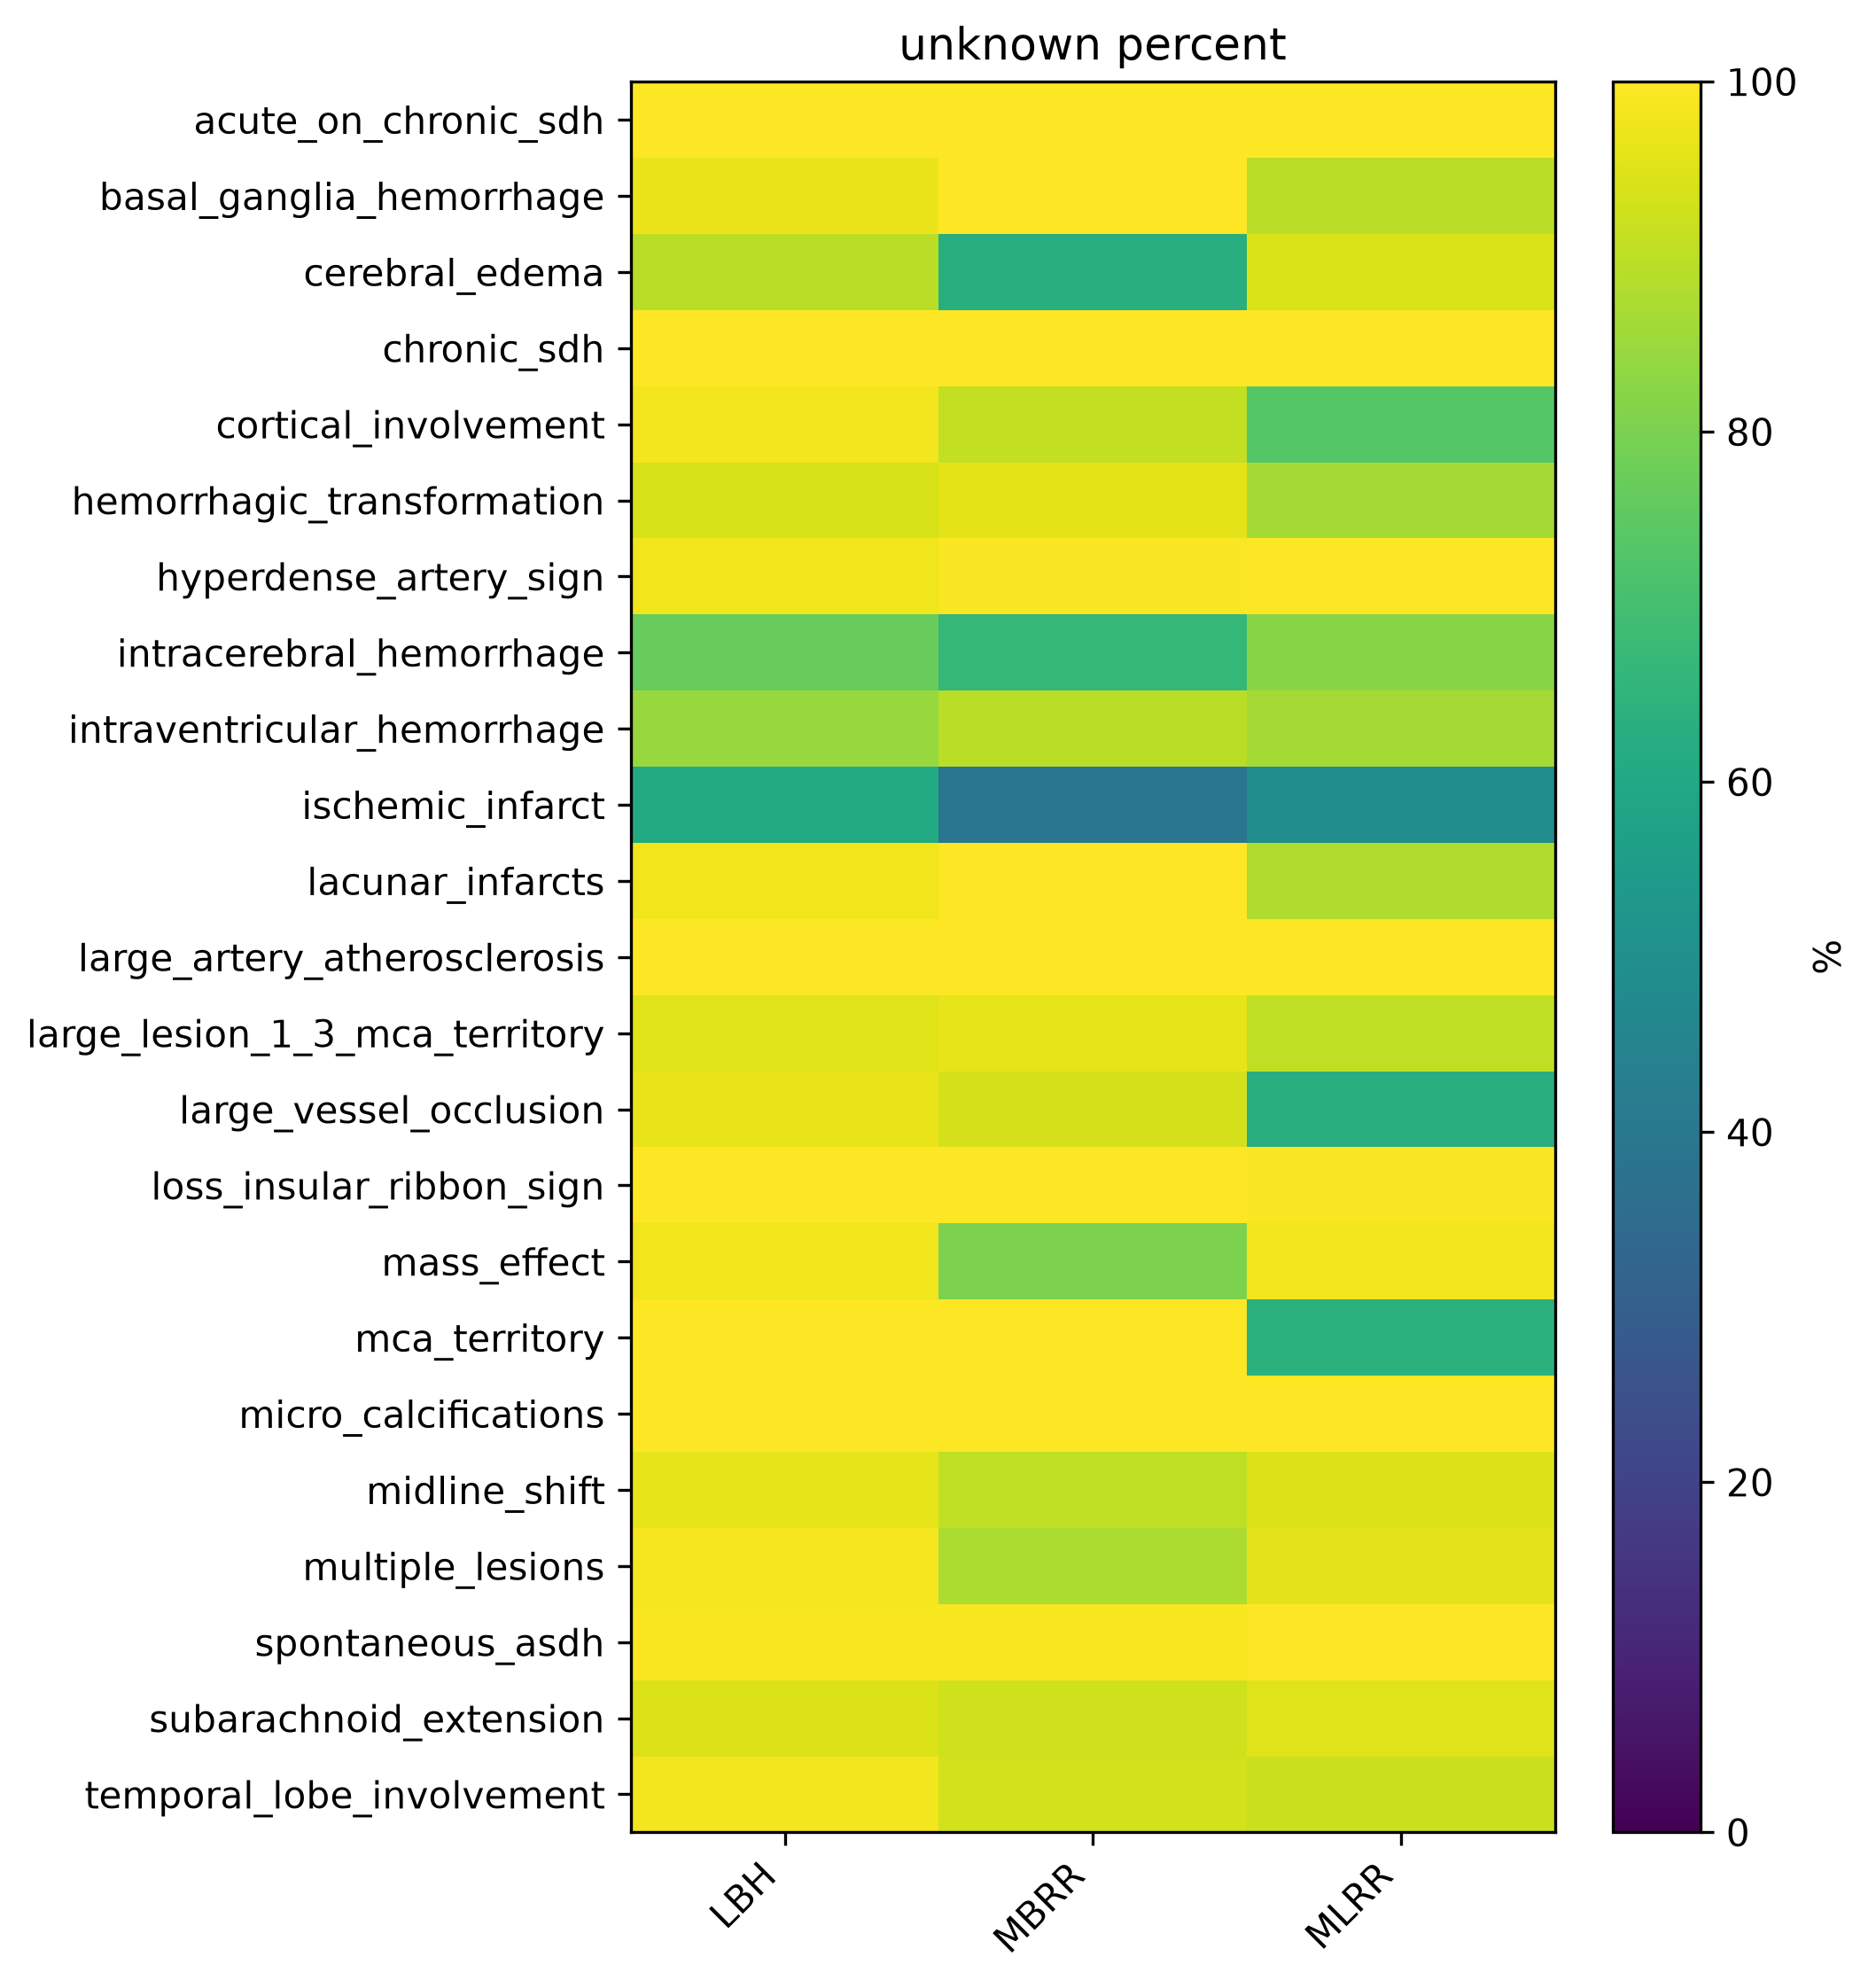 unknown percent
acute_on_chronic_sdh
basal_ganglia_hemorrhage
cerebral_edema
chronic_sdh
cortical_involvement
hemorrhagic_transformation
hyperdense_artery_sign
intracerebral_hemorrhage
intraventricular_hemorrhage
ischemic_infarct
lacunar_infarcts
large_artery_atherosclerosis
large_lesion_1_3_mca_territory
large_vessel_occlusion
loss_insular_ribbon_sign
mass_effect
mca_territory
micro_calcifications
midline_shift
multiple_lesions
spontaneous_asdh
subarachnoid_extension
temporal_lobe_involvement
LBH
MBRR
MLRR
100
80
60
40
20
0
%